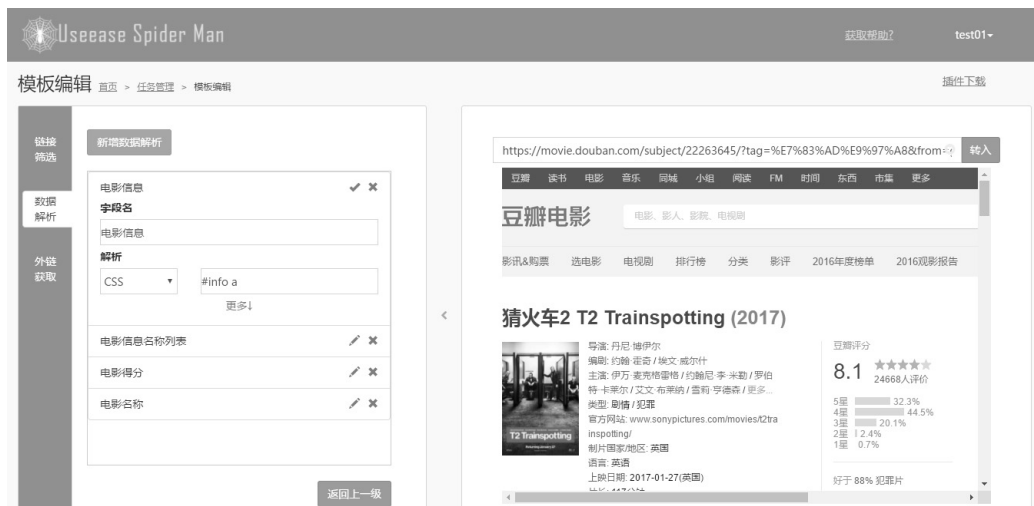 Useease Spider Man
获取帮助?
test01
模板编辑 首页 > 任务管理 > 模板编辑
插件下载
链接
筛选
数据
解析
外链
获取
新增数据解析
电影信息
字段名
电影信息
解析
CSS
#info a
更多↓
电影信息名称列表
电影得分
电影名称
返回上一级
<
https://movie.douban.com/subject/22263645/?tag=%E7%83%AD%E9%97%A8&from=
转入
豆瓣 读书 电影 音乐 同城 小组 阅读 FM 时间 东西 市集 更多
豆瓣电影
电影、影人、影院、电视剧
影讯&购票 选电影 电视剧 排行榜 分类 影评 2016年度榜单 2016观影报告
猜火车2 T2 Trainspotting (2017)
T2 Trainspotting
导演: 丹尼·博伊尔
编剧: 约翰·霍奇 / 埃文·威尔什
主演: 伊万·麦克格雷格 / 约翰尼·李·米勒 / 罗伯
特·卡莱尔 / 艾文·布莱纳 / 雪莉·亨德森 / 更多...
类型: 剧情 / 犯罪
官方网站: www.sonypictures.com/movies/t2tra
inspotting/
制片国家/地区: 英国
语言: 英语
上映日期: 2017-01-27(英国)
片长: 117分钟
豆瓣评分
8.1
24668人评价
5星 32.3%
4星 44.5%
3星 20.1%
2星 2.4%
1星 0.7%
好于 88% 犯罪片